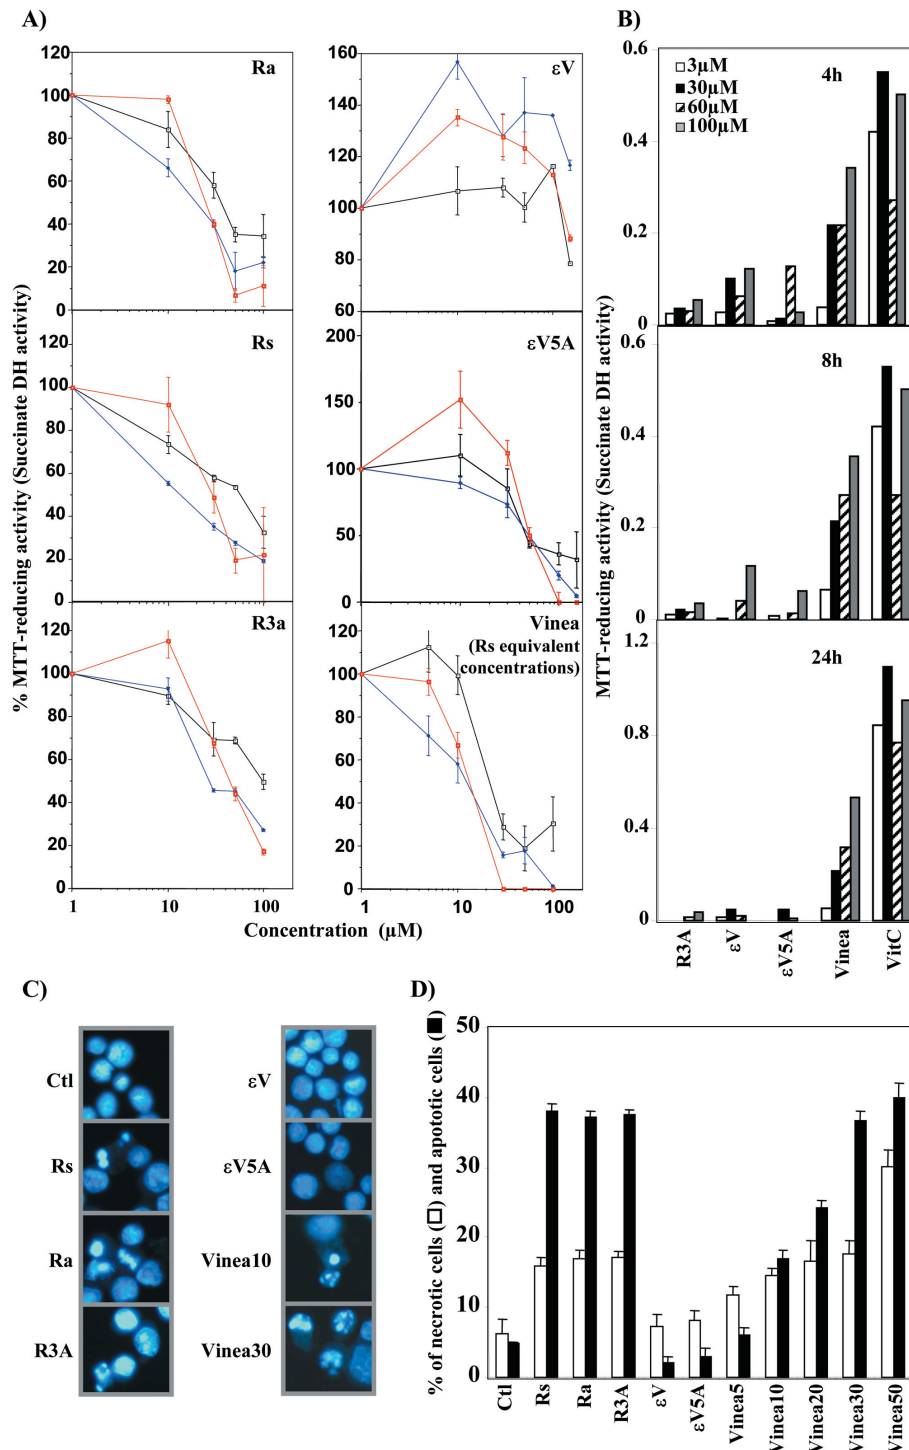 A)
B)
% MTT-reducing activity (Succinate DH activity)
Ra
120
100
80
60
40
20
0
εV
160
140
120
100
80
60
Rs
120
100
80
60
40
20
0
εV5A
200
150
100
50
0
R3a
120
100
80
60
40
20
0
1
10
100
Vinea
(Rs equivalent
concentrations)
120
100
80
60
40
20
0
1
10
100
Concentration (µM)
MTT-reducing activity (Succinate DH activity)
3µM
30µM
60µM
100µM
4h
0.6
0.4
0.2
0
8h
0.6
0.4
0.2
0
24h
1.2
0.8
0.4
0
R3A
εV
εV5A
Vinea
VitC
C)
Ctl
Rs
Ra
R3A
εV
εV5A
Vinea10
Vinea30
D)
% of necrotic cells (□) and apoptotic cells (■)
50
40
30
20
10
0
Ctl
Rs
Ra
R3A
εV
εV5A
Vinea5
Vinea10
Vinea20
Vinea30
Vinea50